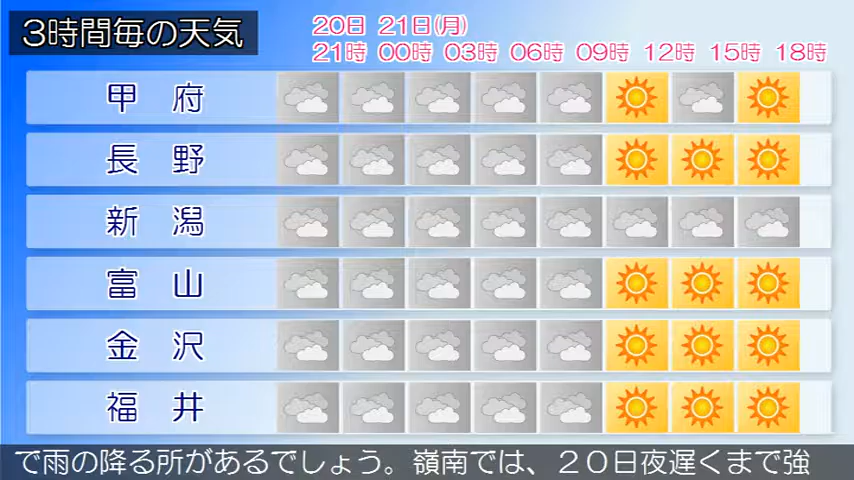 3時間毎の天気
20日 21日(月)
21時 00時 03時 06時 09時 12時 15時 18時
甲 府
長 野
新 潟
富 山
金 沢
福 井
で雨の降る所があるでしょう。嶺南では、２０日夜遅くまで強